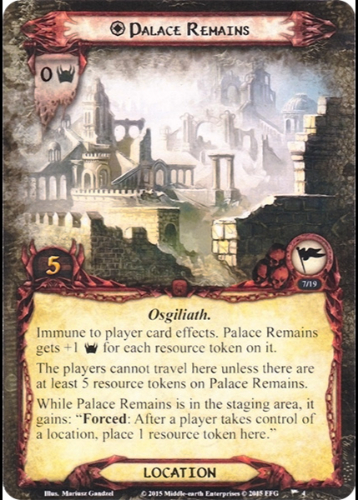 PALACE REMAINS
0
5
7/19
Osgiliath.
Immune to player card effects. Palace Remains
gets +1 for each resource token on it.
The players cannot travel here unless there are
at least 5 resource tokens on Palace Remains.
While Palace Remains is in the staging area, it
gains: “Forced: After a player takes control of
a location, place 1 resource token here.”
LOCATION
Illus. Mariusz Gandzel © 2015 Middle-earth Enterprises © 2005 FFG 4